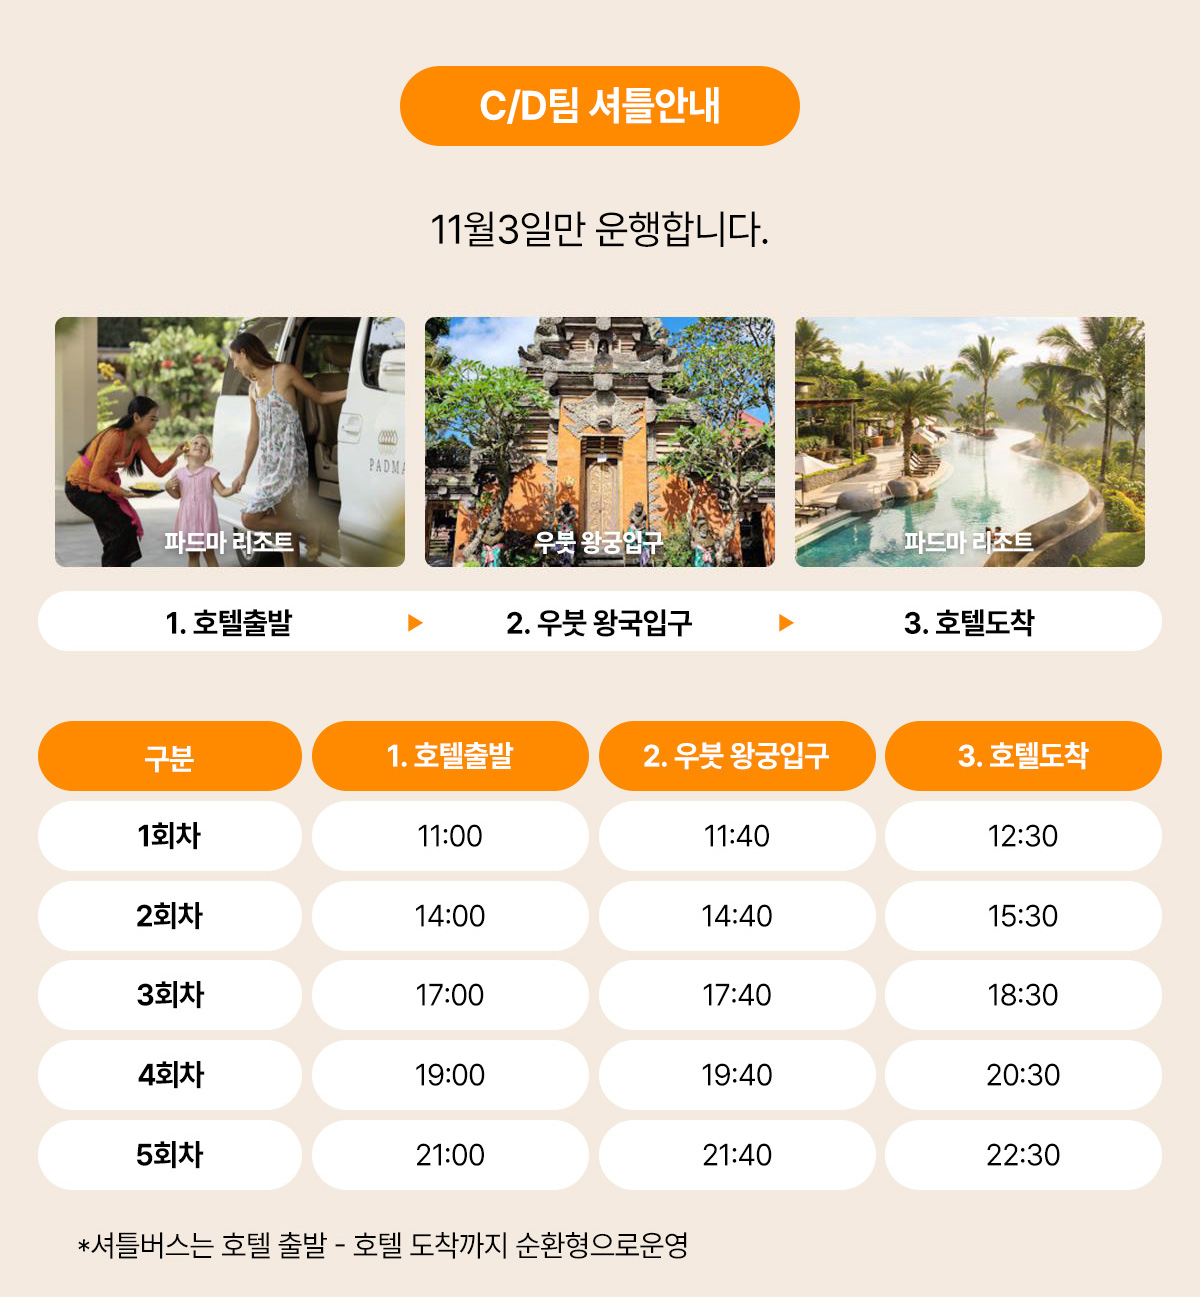 C/D팀 셔틀안내
11월3일만 운행합니다.
PADMA
파드마 리조트
우붓 왕궁입구
파드마 리조트
1. 호텔출발 ▶ 2. 우붓 왕국입구 ▶ 3. 호텔도착
구분 1. 호텔출발 2. 우붓 왕궁입구 3. 호텔도착
1회차 11:00 11:40 12:30
2회차 14:00 14:40 15:30
3회차 17:00 17:40 18:30
4회차 19:00 19:40 20:30
5회차 21:00 21:40 22:30
*셔틀버스는 호텔 출발 - 호텔 도착까지 순환형으로운영